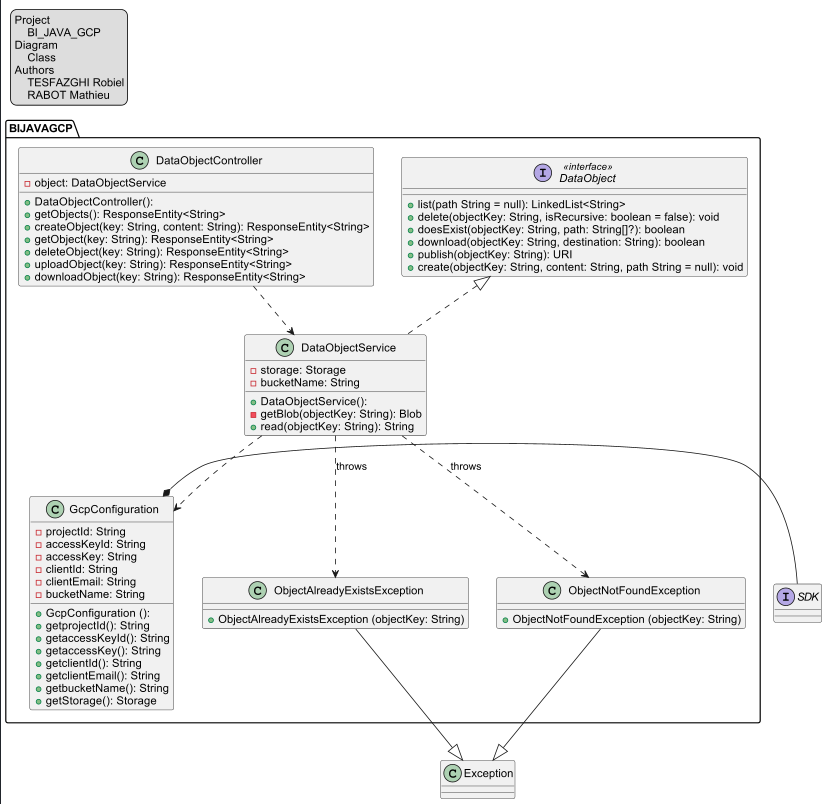 Project
BI_JAVA_GCP
Diagram
Class
Authors
TESFAZGHI Robiel
RABOT Mathieu
BIJAVAGCP
C DataObjectController
object: DataObjectService
DataObjectController():
getObjects(): ResponseEntity<String>
createObject(key: String, content: String): ResponseEntity<String>
getObject(key: String): ResponseEntity<String>
deleteObject(key: String): ResponseEntity<String>
uploadObject(key: String): ResponseEntity<String>
downloadObject(key: String): ResponseEntity<String>
«interface»
I DataObject
list(path String = null): LinkedList<String>
delete(objectKey: String, isRecursive: boolean = false): void
doesExist(objectKey: String, path: String[]?): boolean
download(objectKey: String, destination: String): boolean
publish(objectKey: String): URI
create(objectKey: String, content: String, path String = null): void
C DataObjectService
storage: Storage
bucketName: String
DataObjectService():
getBlob(objectKey: String): Blob
read(objectKey: String): String
throws
throws
C GcpConfiguration
projectId: String
accessKeyId: String
accessKey: String
clientId: String
clientEmail: String
bucketName: String
GcpConfiguration ():
getprojectId(): String
getaccessKeyId(): String
getaccessKey(): String
getclientId(): String
getclientEmail(): String
getbucketName(): String
getStorage(): Storage
C ObjectAlreadyExistsException
ObjectAlreadyExistsException (objectKey: String)
C ObjectNotFoundException
ObjectNotFoundException (objectKey: String)
I SDK
C Exception